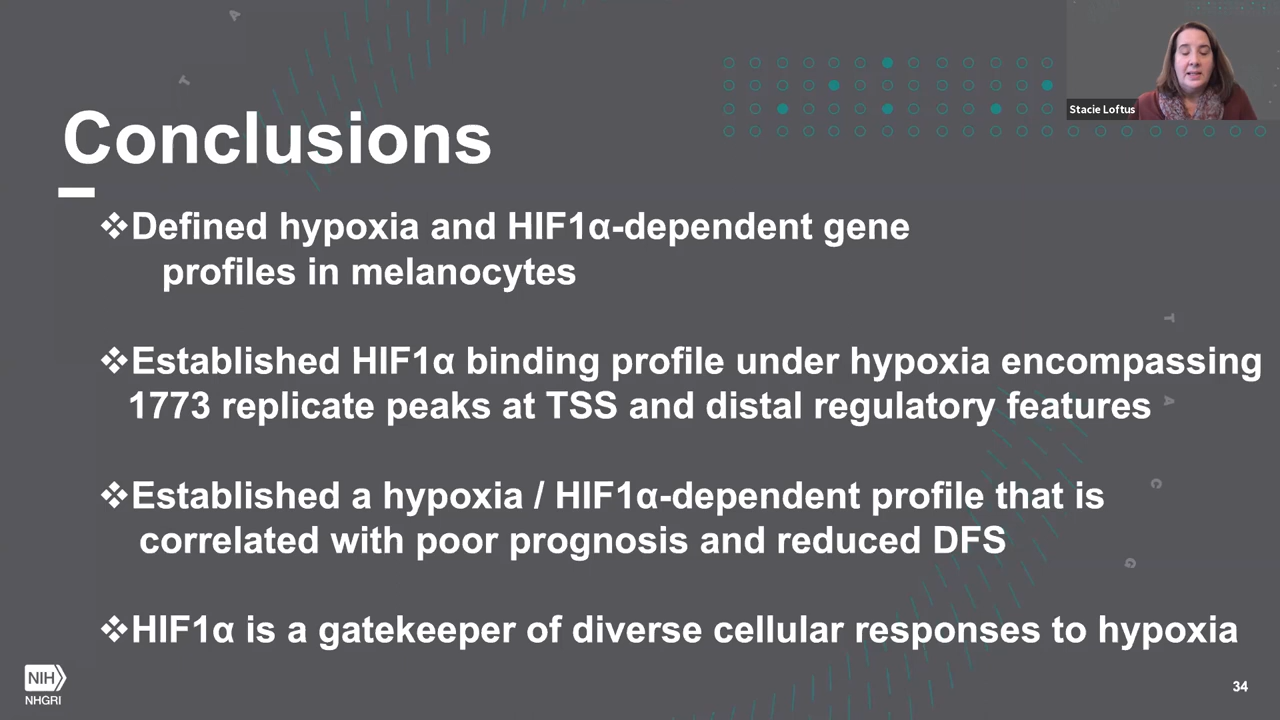 Stacie Loftus
Conclusions
❖Defined hypoxia and HIF1α-dependent gene
profiles in melanocytes
❖Established HIF1α binding profile under hypoxia encompassing
1773 replicate peaks at TSS and distal regulatory features
❖Established a hypoxia / HIF1α-dependent profile that is
correlated with poor prognosis and reduced DFS
❖HIF1α is a gatekeeper of diverse cellular responses to hypoxia
NIH
NHGRI
34
A
T
T
A
C
G